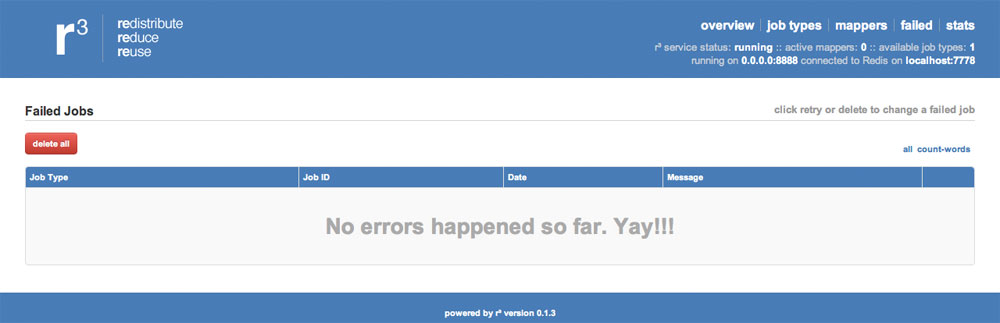 r³
redistribute
reduce
reuse
overview job types mappers failed stats
r³ service status: running :: active mappers: 0 :: available job types: 1
running on 0.0.0.0:8888 connected to Redis on localhost:7778
Failed Jobs
click retry or delete to change a failed job
delete all
all count-words
Job Type Job ID Date Message
No errors happened so far. Yay!!!
powered by r³ version 0.1.3